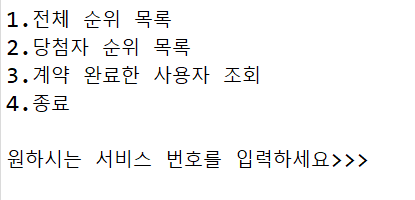 1.전체 순위 목록
2.당첨자 순위 목록
3.계약 완료한 사용자 조회
4.종료
원하시는 서비스 번호를 입력하세요>>>